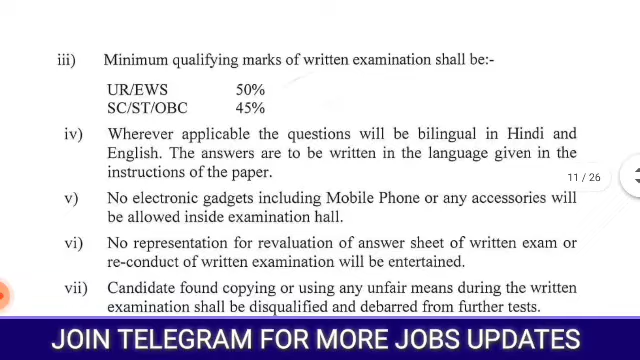 iii) Minimum qualifying marks of written examination shall be:-
UR/EWS 50%
SC/ST/OBC 45%
iv) Wherever applicable the questions will be bilingual in Hindi and
English. The answers are to be written in the language given in the
instructions of the paper.
11 / 26
v) No electronic gadgets including Mobile Phone or any accessories will
be allowed inside examination hall.
vi) No representation for revaluation of answer sheet of written exam or
re-conduct of written examination will be entertained.
vii) Candidate found copying or using any unfair means during the written
examination shall be disqualified and debarred from further tests.
JOIN TELEGRAM FOR MORE JOBS UPDATES